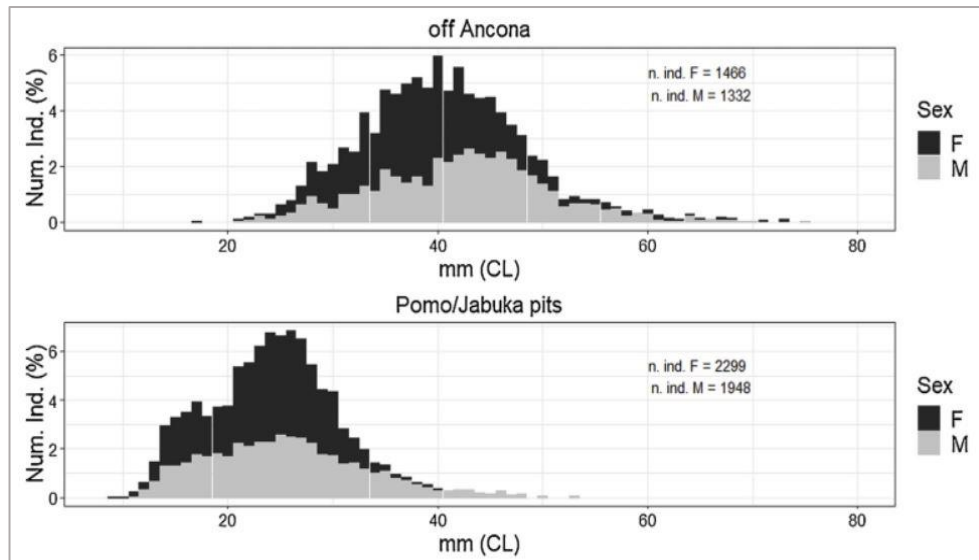 off Ancona
6
4
2
0
Num. Ind. (%)
n. ind. F = 1466
n. ind. M = 1332
Sex
F
M
20 40 60 80
mm (CL)
Pomo/Jabuka pits
6
4
2
0
Num. Ind. (%)
n. ind. F = 2299
n. ind. M = 1948
Sex
F
M
20 40 60 80
mm (CL)